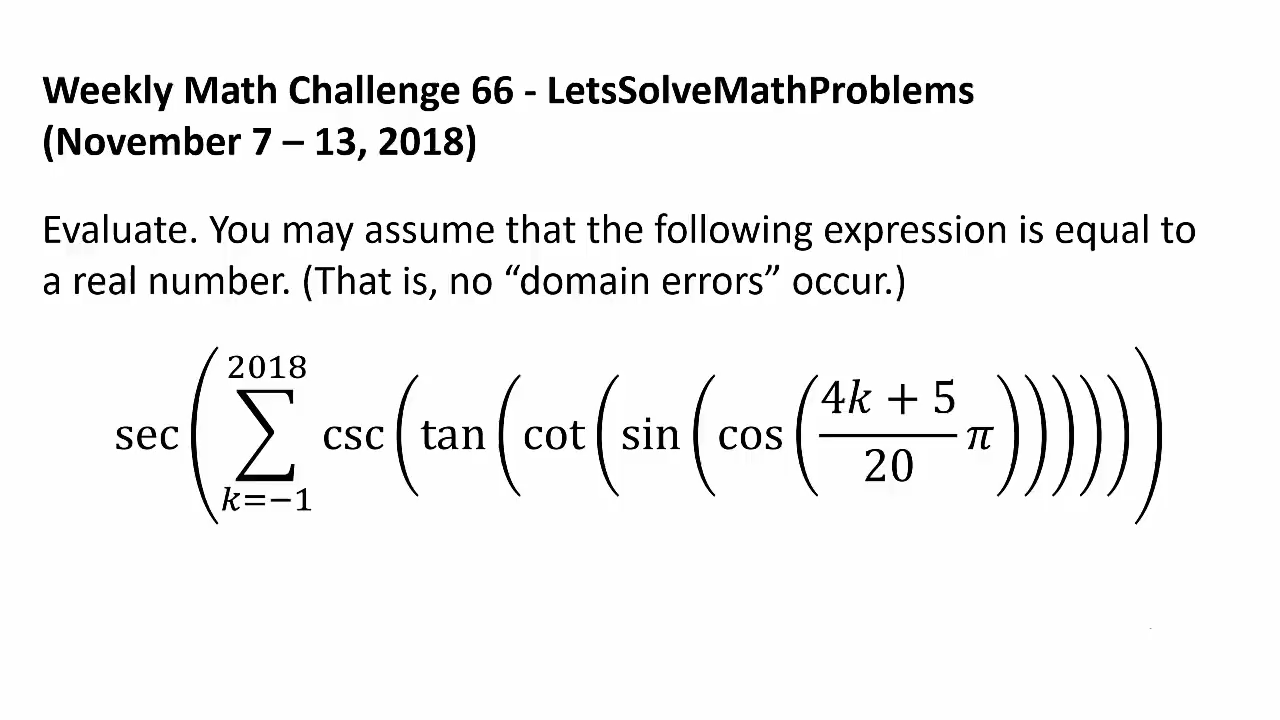 Weekly Math Challenge 66 - LetsSolveMathProblems
(November 7 – 13, 2018)
Evaluate. You may assume that the following expression is equal to
a real number. (That is, no “domain errors” occur.)
sec(∑_{k=-1}^{2018} csc(tan(cot(sin(cos((4k + 5)/20 π))))))